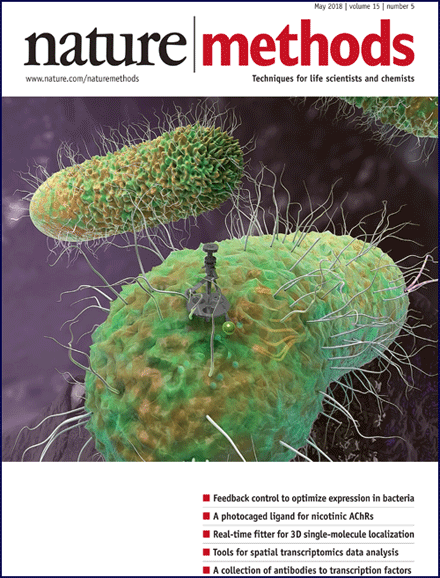 May 2018 | volume 15 | number 5
nature methods
www.nature.com/naturemethods Techniques for life scientists and chemists
Feedback control to optimize expression in bacteria
A photocaged ligand for nicotinic AChRs
Real-time fitter for 3D single-molecule localization
Tools for spatial transcriptomics data analysis
A collection of antibodies to transcription factors